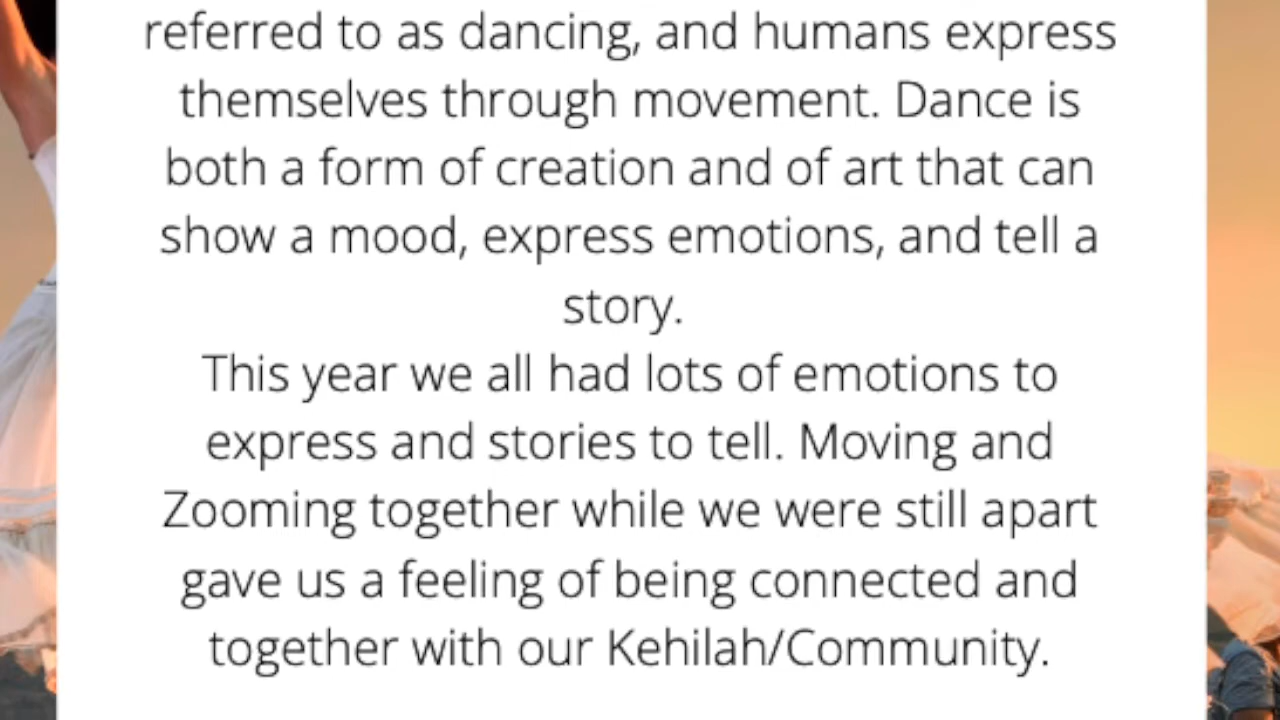 referred to as dancing, and humans express
themselves through movement. Dance is
both a form of creation and of art that can
show a mood, express emotions, and tell a
story.
This year we all had lots of emotions to
express and stories to tell. Moving and
Zooming together while we were still apart
gave us a feeling of being connected and
together with our Kehilah/Community.